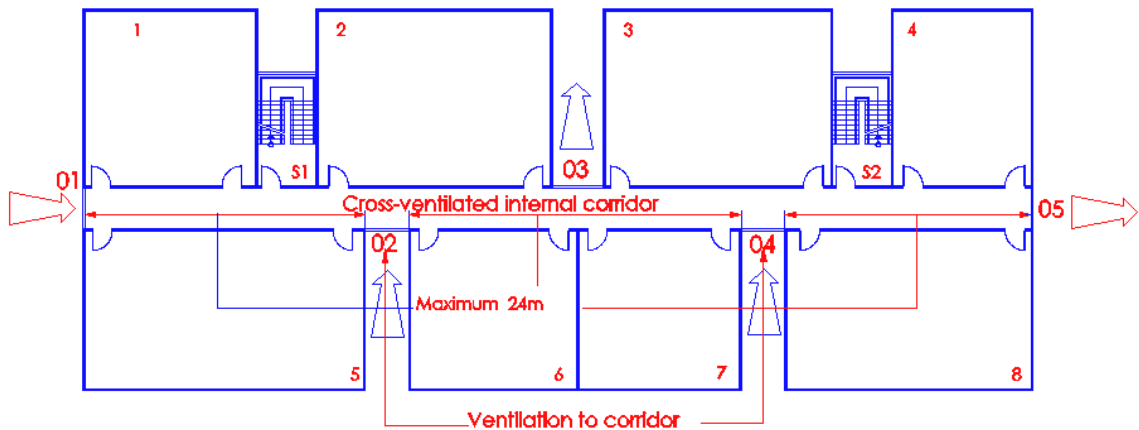 1
2
3
4
S1
03
S2
01
Cross-ventilated internal corridor
05
02
04
Maximum 24m
5
6
7
8
Ventilation to corridor